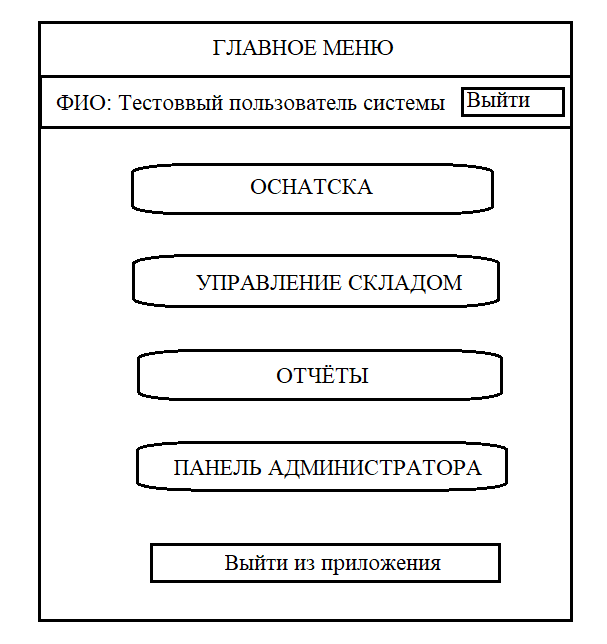 ГЛАВНОЕ МЕНЮ
ФИО: Тестоввый пользователь системы Выйти
ОСНАТСКА
УПРАВЛЕНИЕ СКЛАДОМ
ОТЧЁТЫ
ПАНЕЛЬ АДМИНИСТРАТОРА
Выйти из приложения